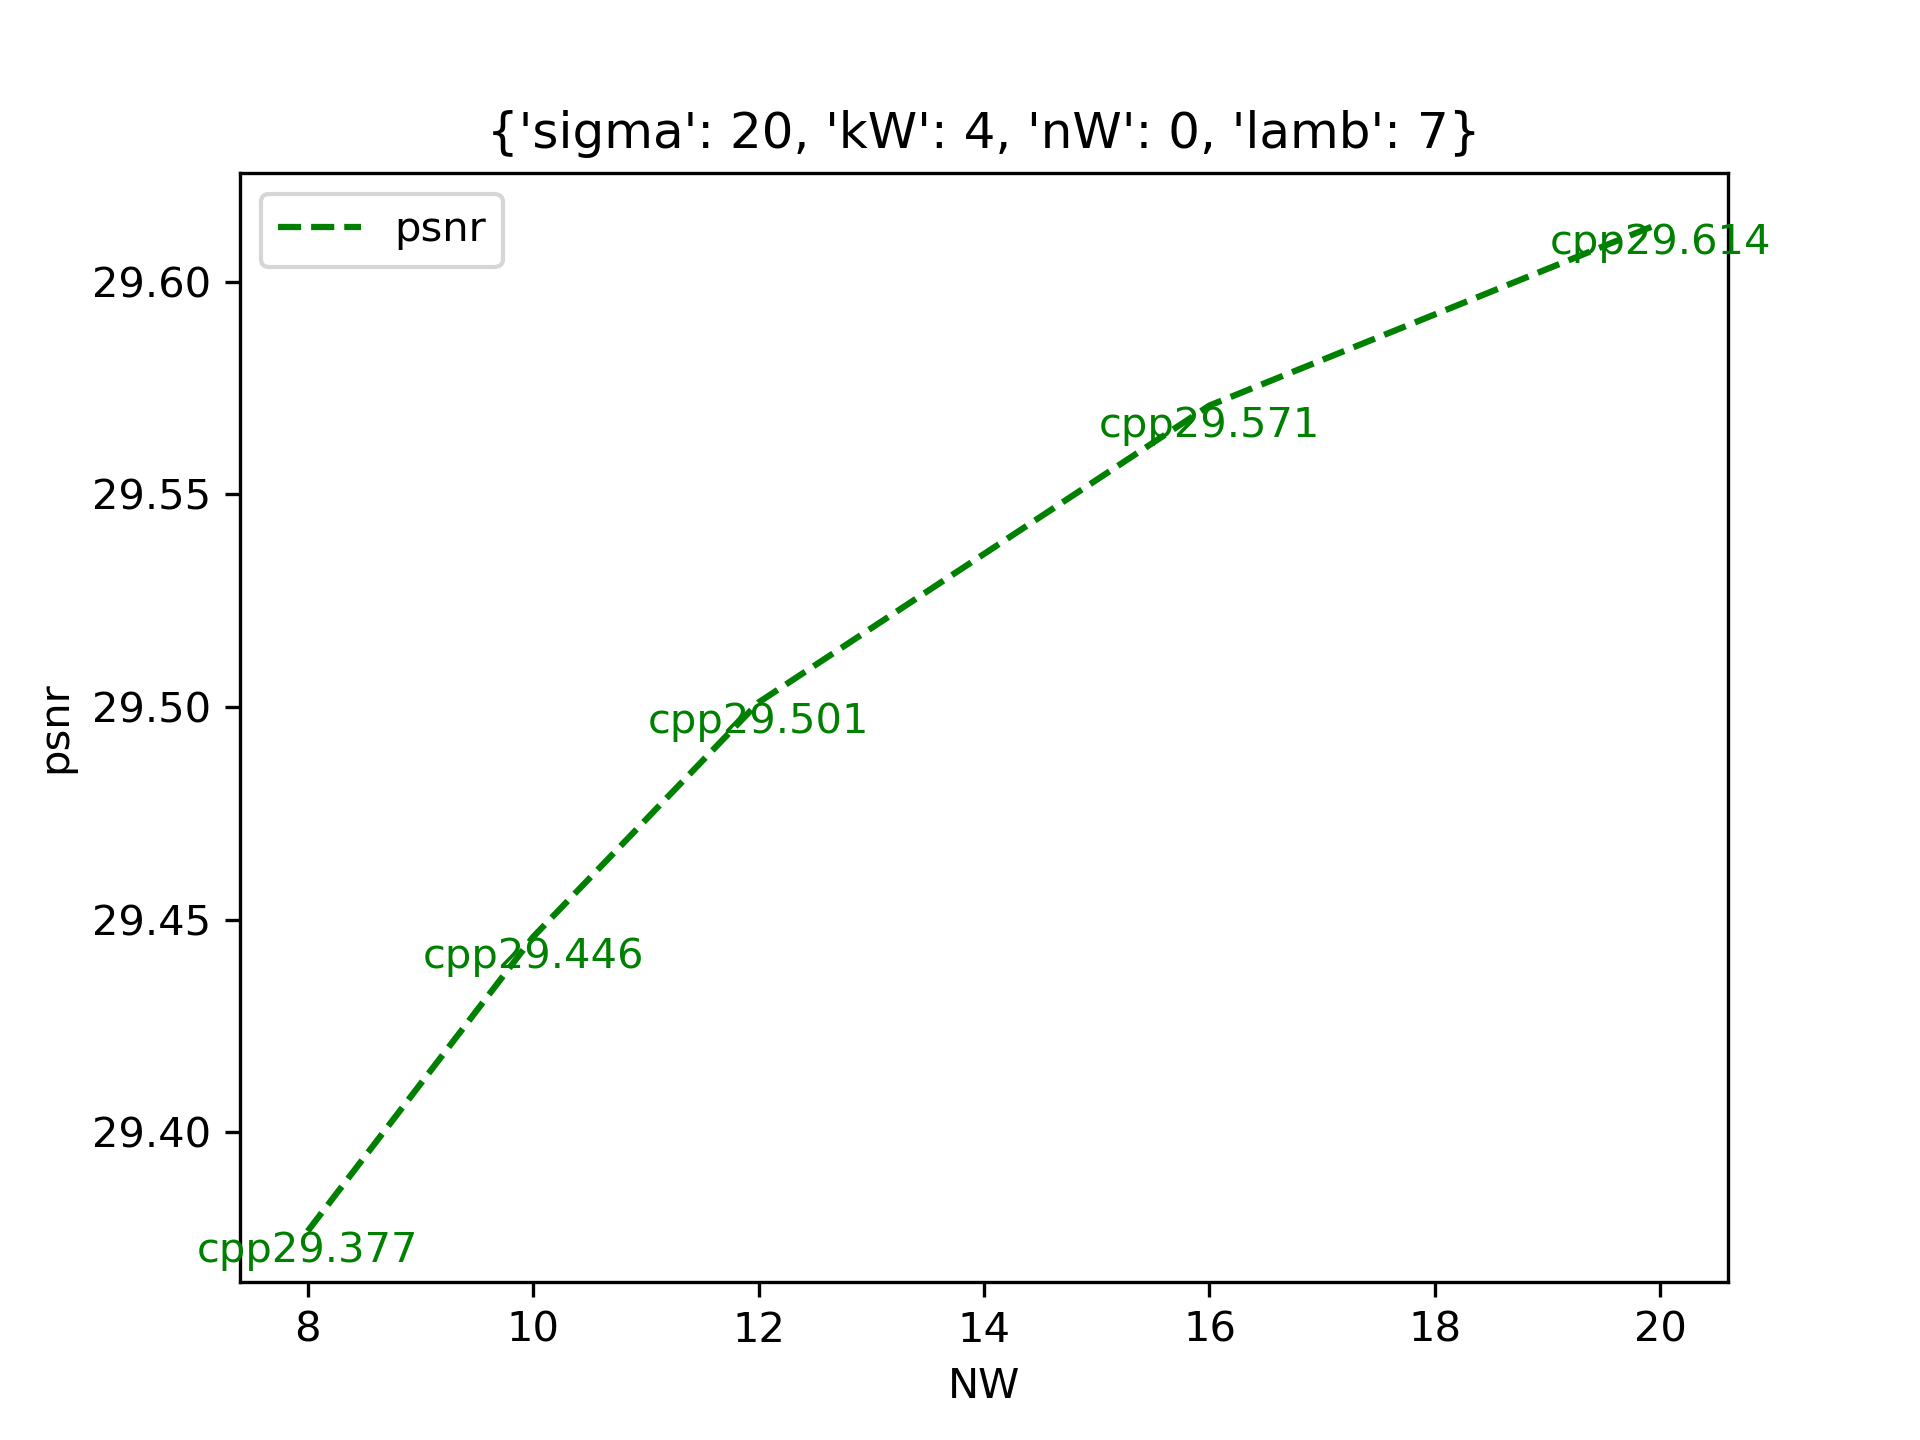 {'sigma': 20, 'kW': 4, 'nW': 0, 'lamb': 7}
psnr
29.60
29.55
29.50
29.45
29.40
psnr
cpp29.614
cpp29.571
cpp29.501
cpp29.446
cpp29.377
8 10 12 14 16 18 20
NW